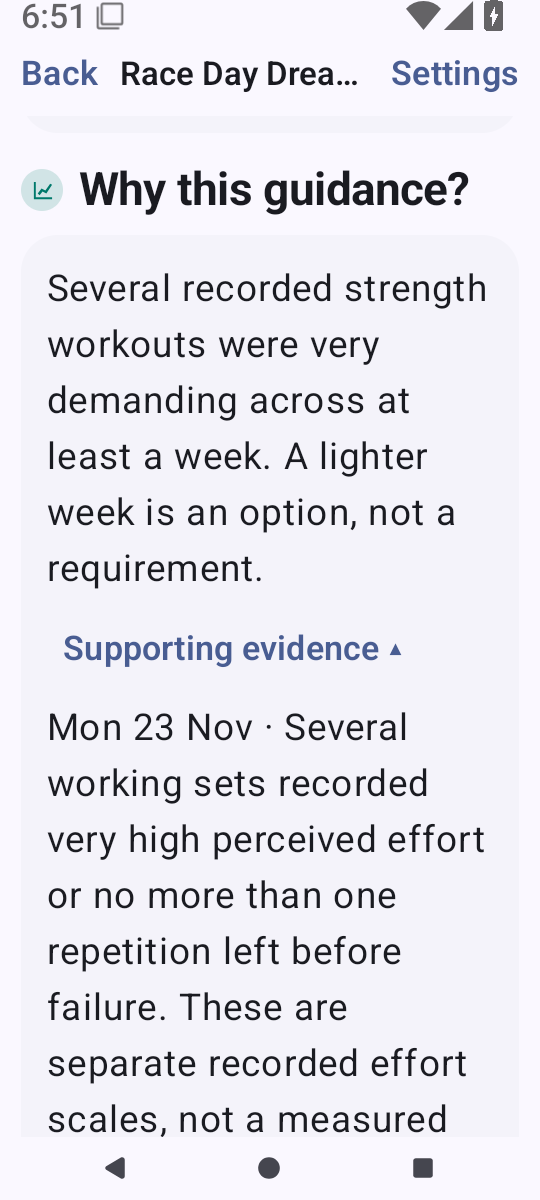 6:51
Back Race Day Drea... Settings
Why this guidance?
Several recorded strength
workouts were very
demanding across at
least a week. A lighter
week is an option, not a
requirement.
Supporting evidence ▴
Mon 23 Nov · Several
working sets recorded
very high perceived effort
or no more than one
repetition left before
failure. These are
separate recorded effort
scales, not a measured